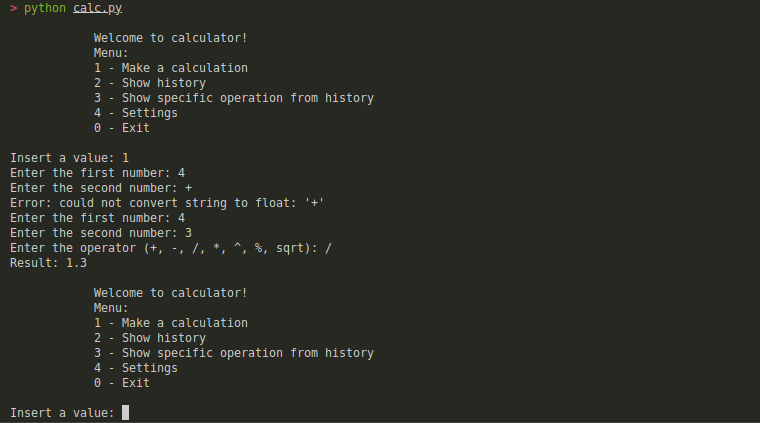 > python calc.py
Welcome to calculator!
Menu:
1 - Make a calculation
2 - Show history
3 - Show specific operation from history
4 - Settings
0 - Exit
Insert a value: 1
Enter the first number: 4
Enter the second number: +
Error: could not convert string to float: '+'
Enter the first number: 4
Enter the second number: 3
Enter the operator (+, -, /, *, ^, %, sqrt): /
Result: 1.3
Welcome to calculator!
Menu:
1 - Make a calculation
2 - Show history
3 - Show specific operation from history
4 - Settings
0 - Exit
Insert a value: